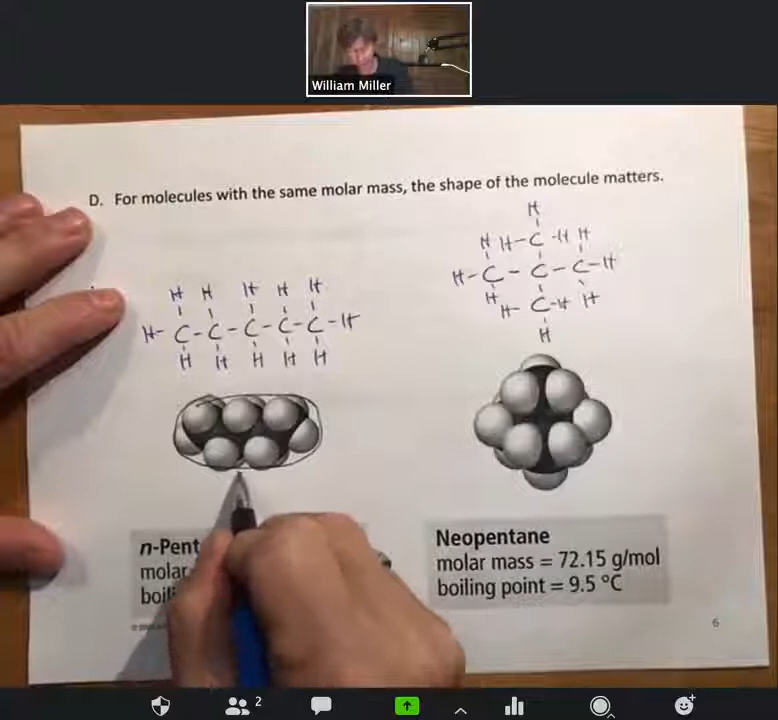 William Miller
D. For molecules with the same molar mass, the shape of the molecule matters.
H
H H-C-H H
H-C-C-C-H
H H-C-H H
H
H H H H H
H-C-C-C-C-C-H
H H H H H
n-Pent
molar
boili
Neopentane
molar mass = 72.15 g/mol
boiling point = 9.5 °C
6
2